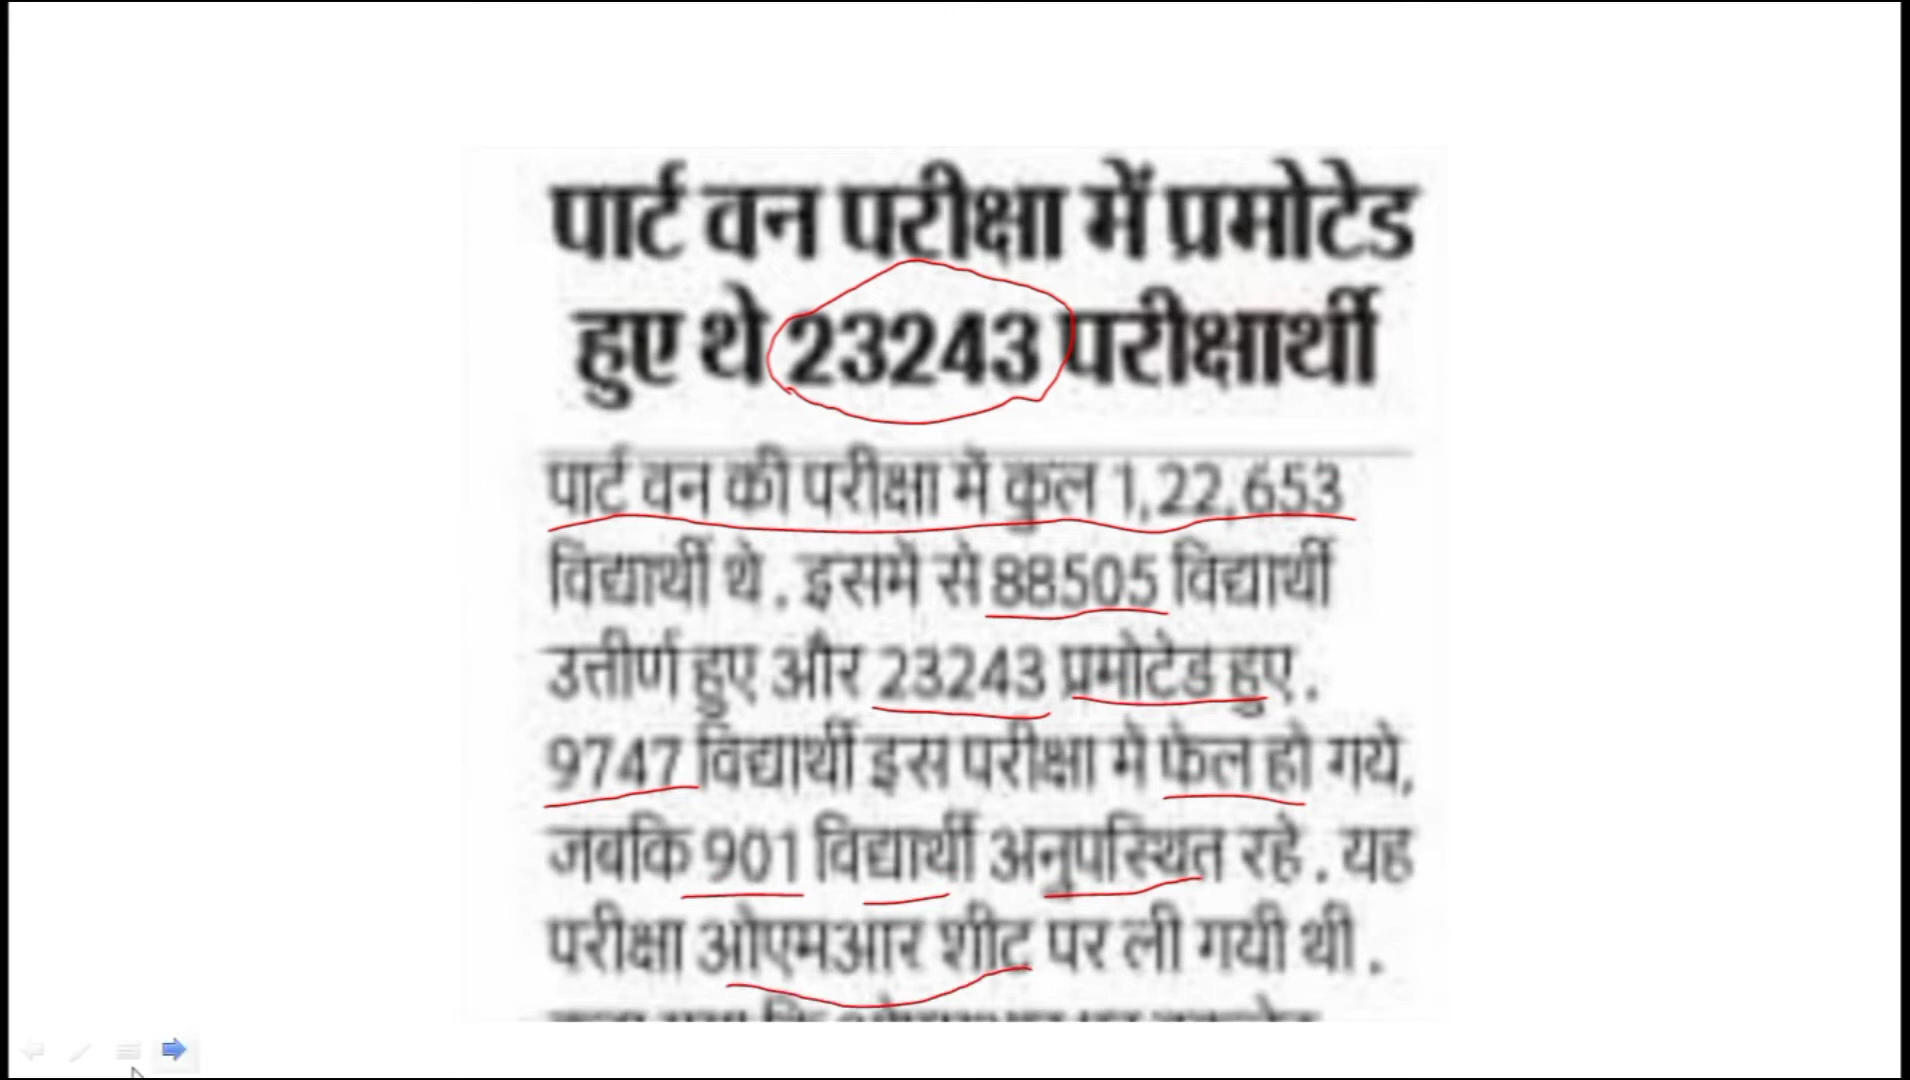 पार्ट वन परीक्षा में प्रमोटेड
हुए थे 23243 परीक्षार्थी
पार्ट वन की परीक्षा में कुल 1,22,653
विद्यार्थी थे . इसमें से 88505 विद्यार्थी
उत्तीर्ण हुए और 23243 प्रमोटेड हुए .
9747 विद्यार्थी इस परीक्षा में फेल हो गये,
जबकि 901 विद्यार्थी अनुपस्थित रहे . यह
परीक्षा ओएमआर शीट पर ली गयी थी .